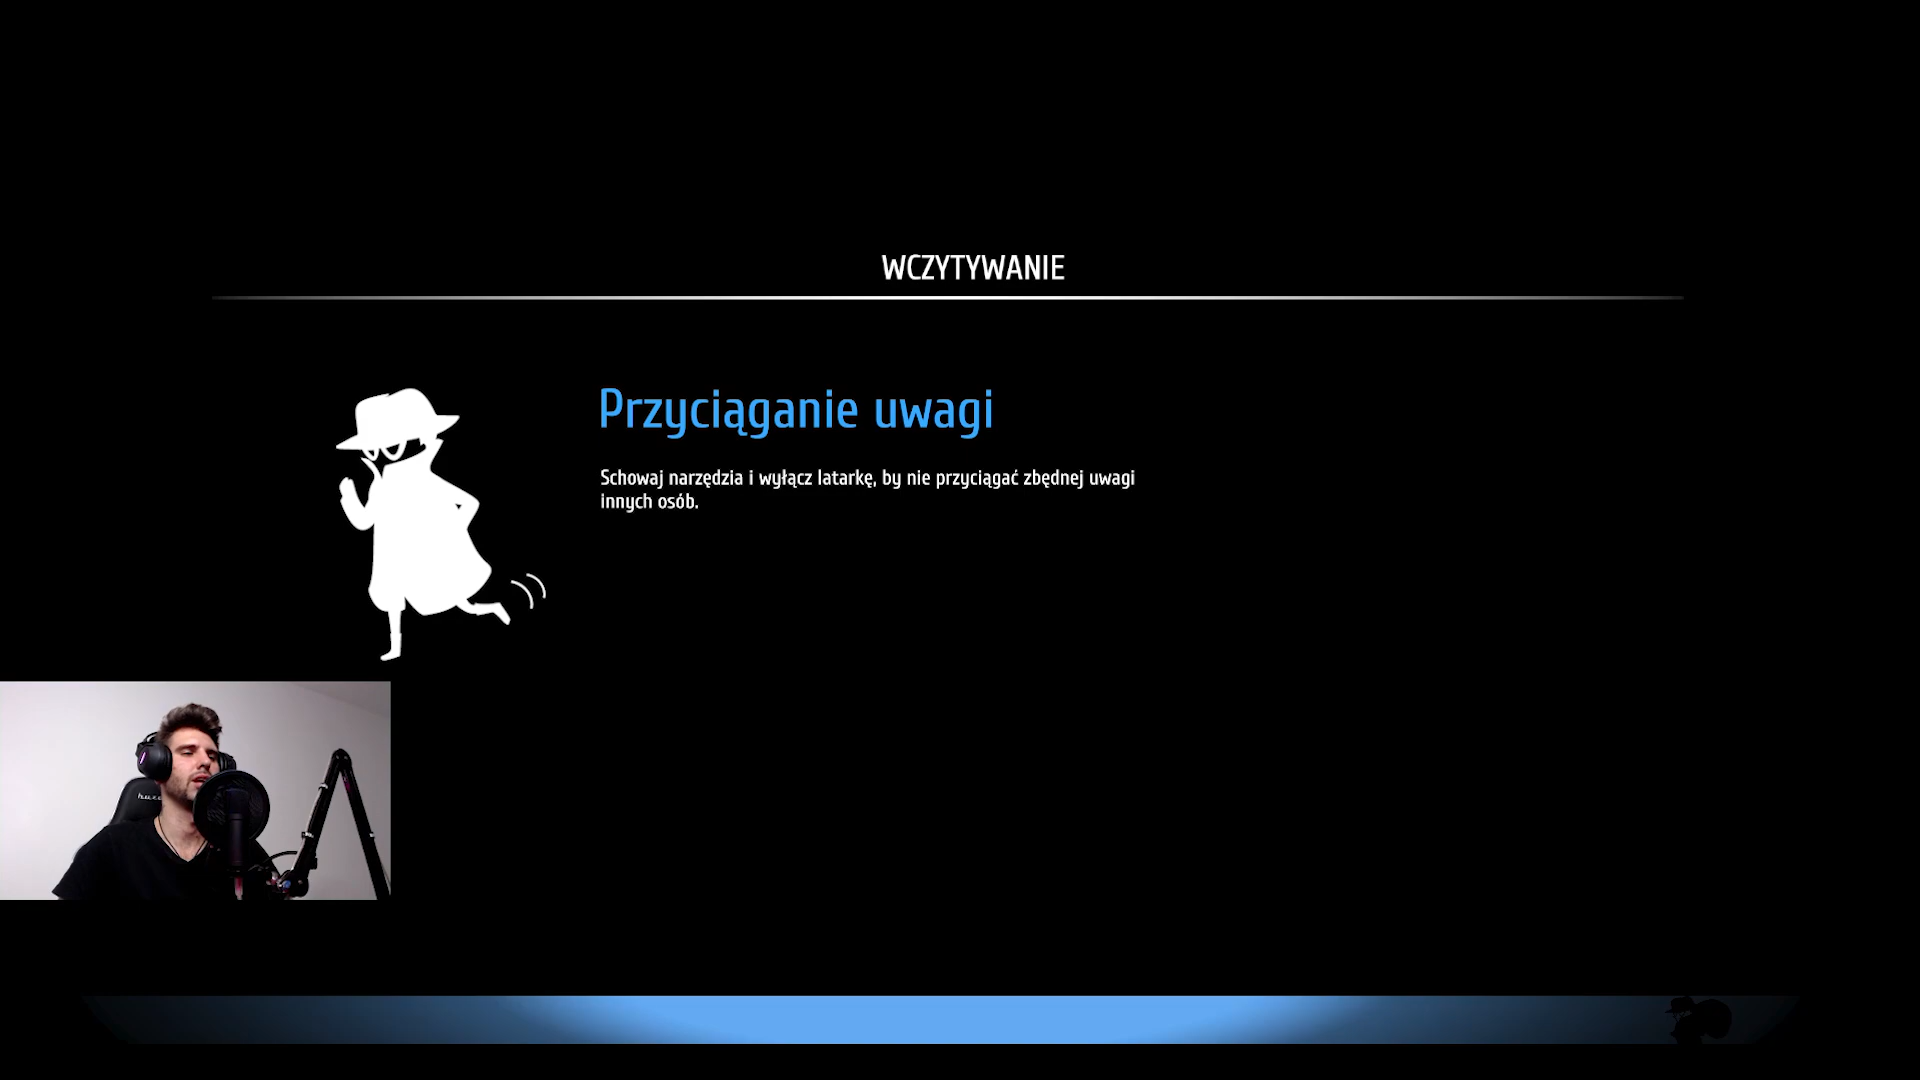 WCZYTYWANIE
Przyciąganie uwagi
Schowaj narzędzia i wyłącz latarkę, by nie przyciągać zbędnej uwagi
innych osób.